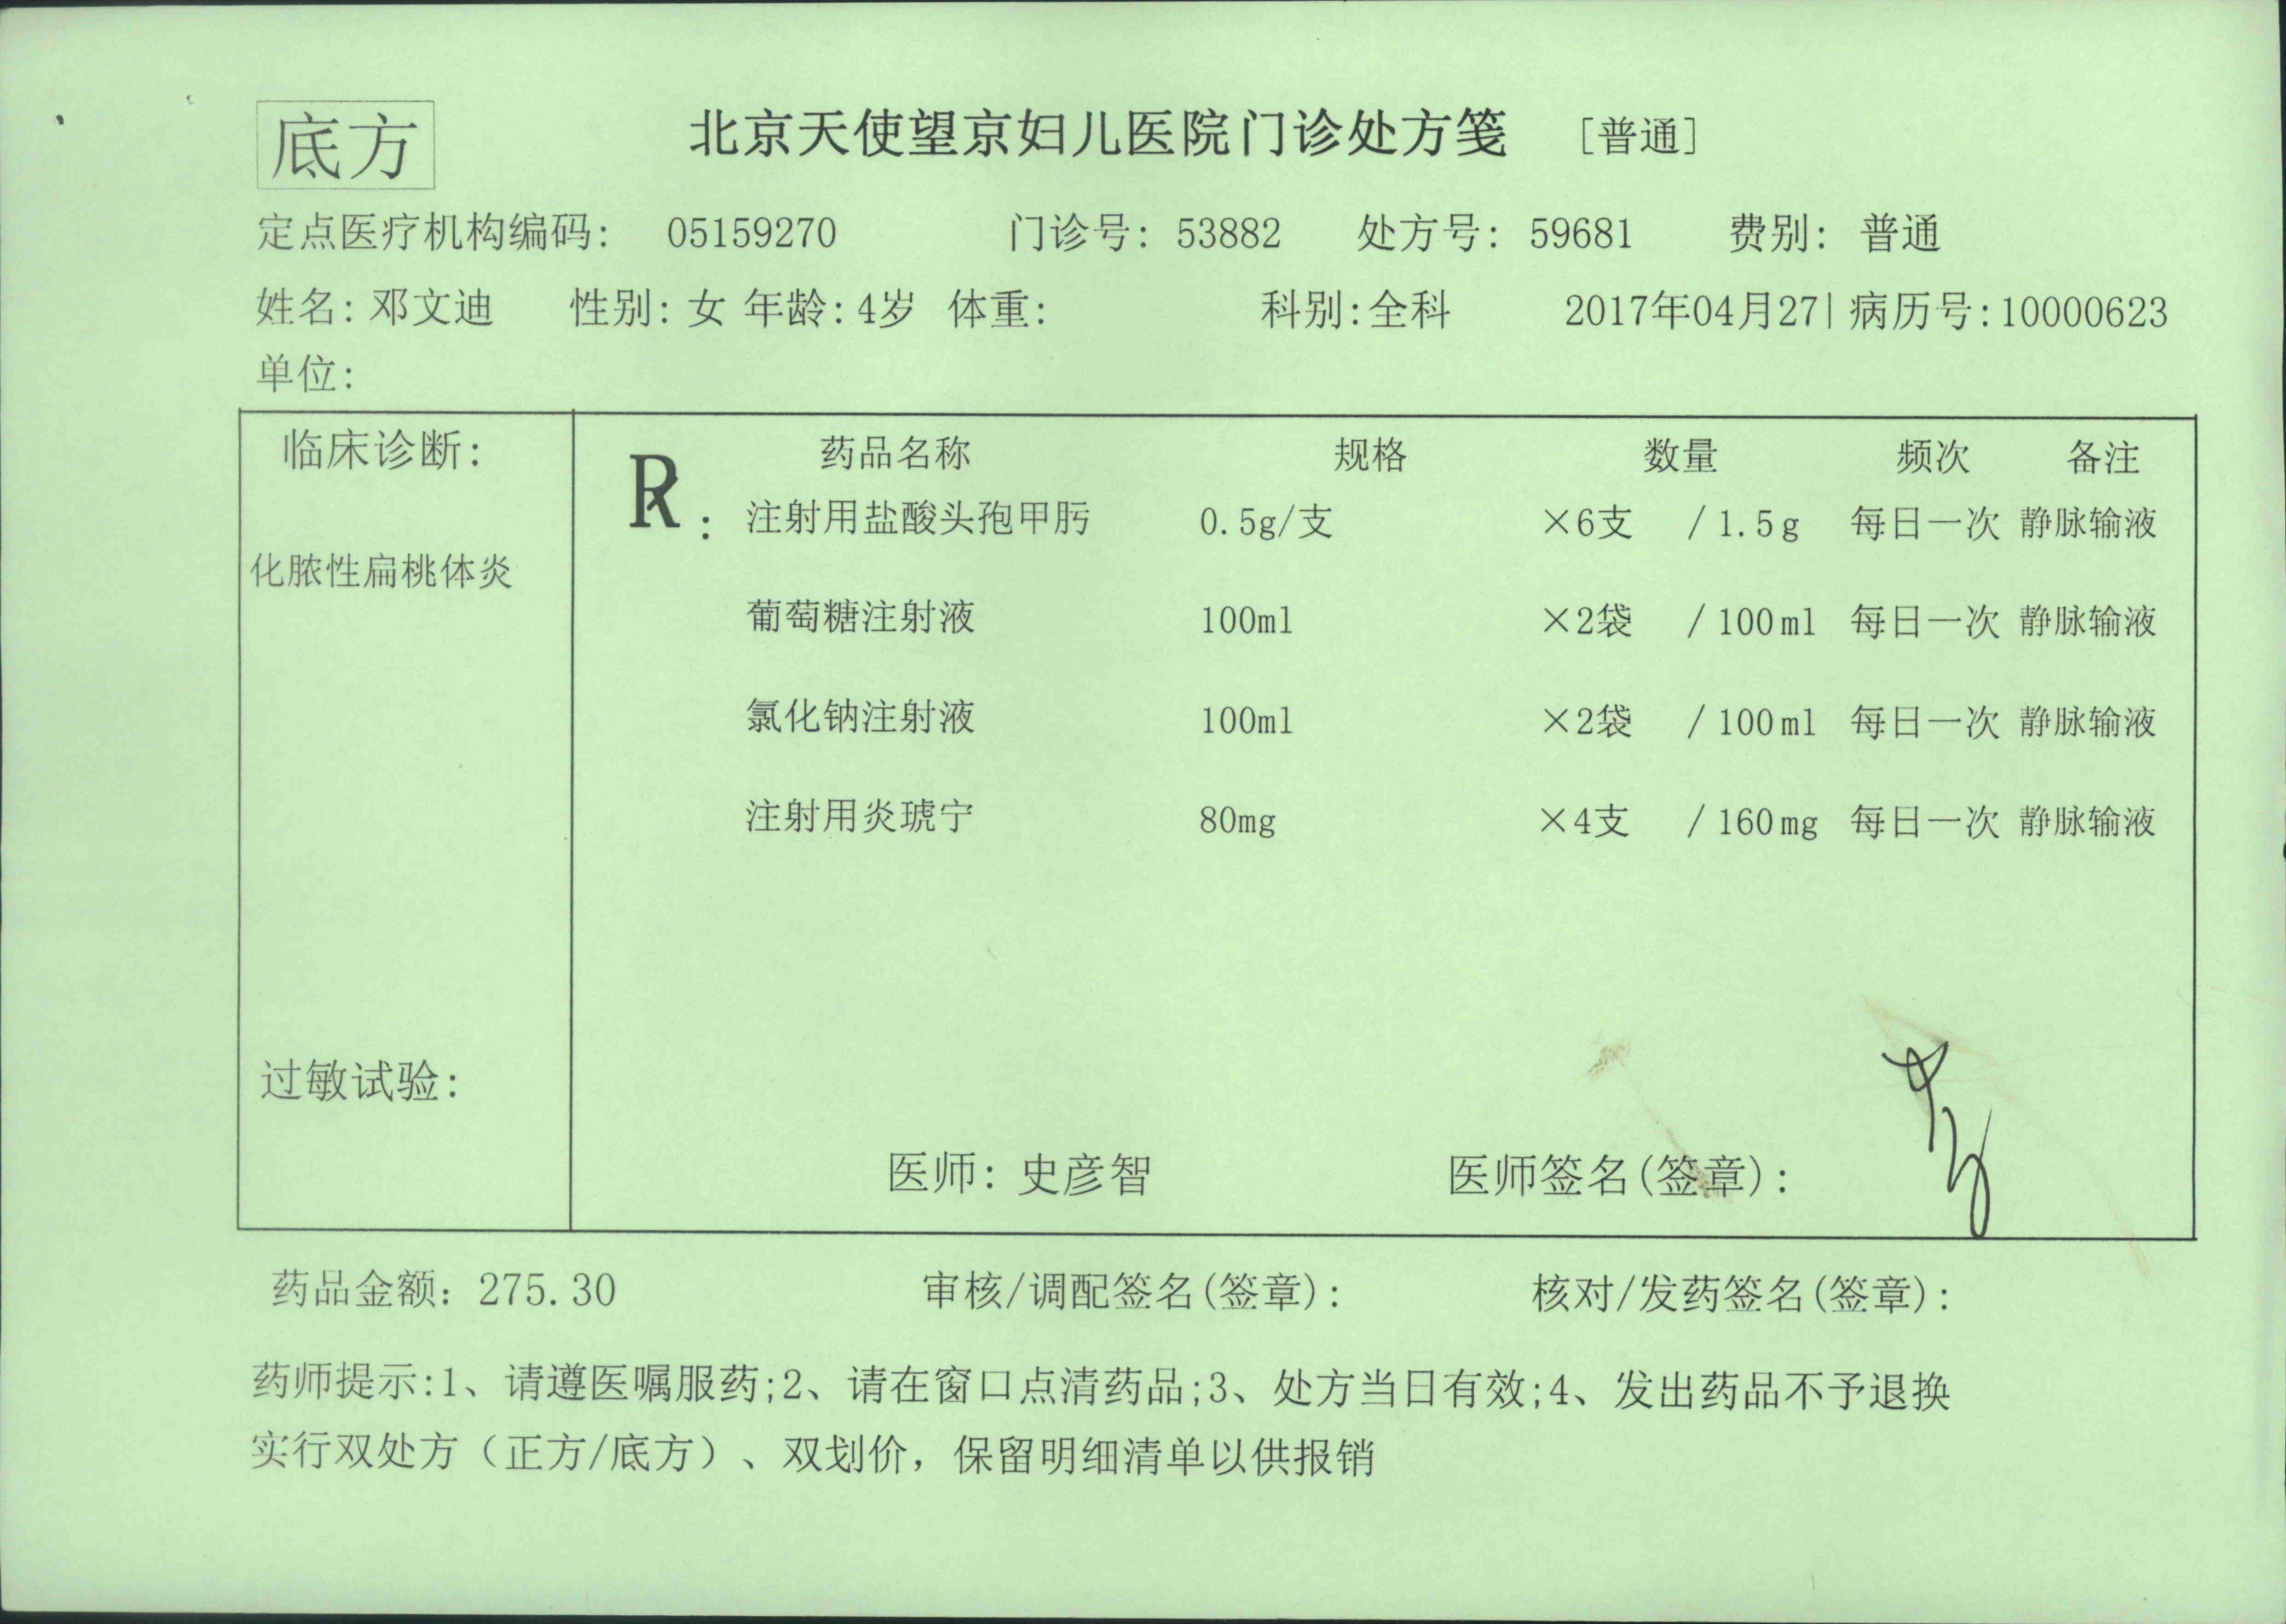 底方 北京天使望京妇儿医院门诊处方笺 [普通]
定点医疗机构编码: 05159270 门诊号: 53882 处方号: 59681 费别: 普通
姓名: 邓文迪 性别: 女 年龄: 4岁 体重: 科别: 全科 2017年04月27 病历号:10000623
单位:
临床诊断:
化脓性扁桃体炎
R: 药品名称 规格 数量 频次 备注
注射用盐酸头孢甲肟 0.5g/支 ×6支 /1.5g 每日一次 静脉输液
葡萄糖注射液 100ml ×2袋 /100ml 每日一次 静脉输液
氯化钠注射液 100ml ×2袋 /100ml 每日一次 静脉输液
注射用炎琥宁 80mg ×4支 /160mg 每日一次 静脉输液
过敏试验:
医师: 史彦智 医师签名(签章):
药品金额: 275.30 审核/调配签名(签章): 核对/发药签名(签章):
药师提示:1、请遵医嘱服药;2、请在窗口点清药品;3、处方当日有效;4、发出药品不予退换
实行双处方（正方/底方）、双划价，保留明细清单以供报销